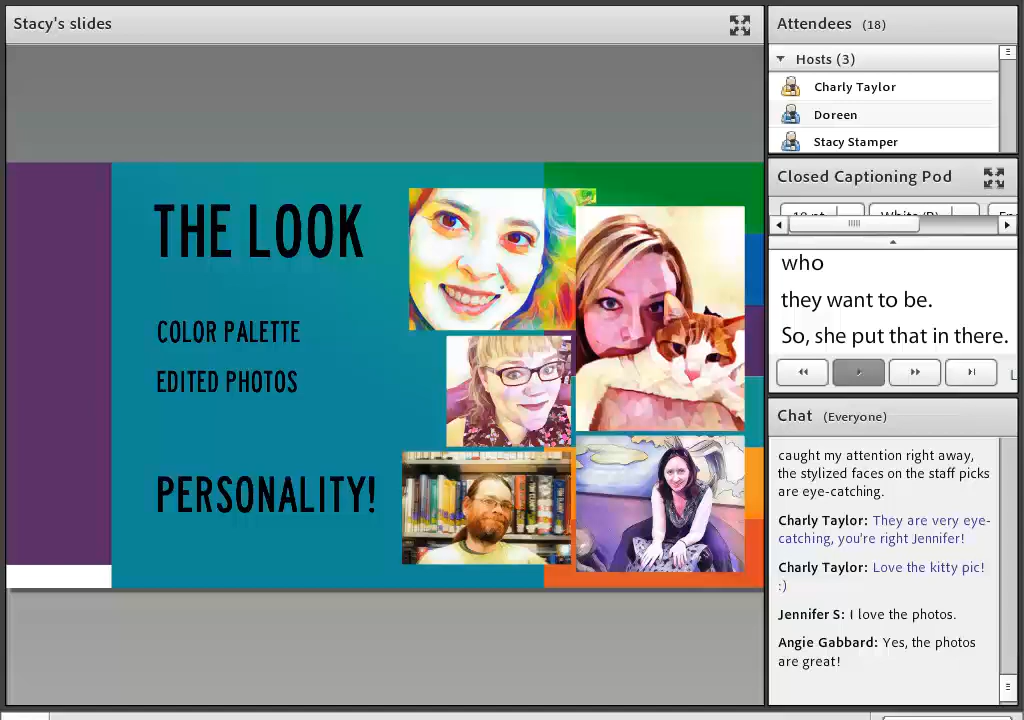 Stacy's slides
THE LOOK
COLOR PALETTE
EDITED PHOTOS
PERSONALITY!
Attendees (18)
Hosts (3)
Charly Taylor
Doreen
Stacy Stamper
Closed Captioning Pod
who
they want to be.
So, she put that in there.
Chat (Everyone)
caught my attention right away,
the stylized faces on the staff picks
are eye-catching.
Charly Taylor: They are very eye-
catching, you're right Jennifer!
Charly Taylor: Love the kitty pic!
:)
Jennifer S: I love the photos.
Angie Gabbard: Yes, the photos
are great!